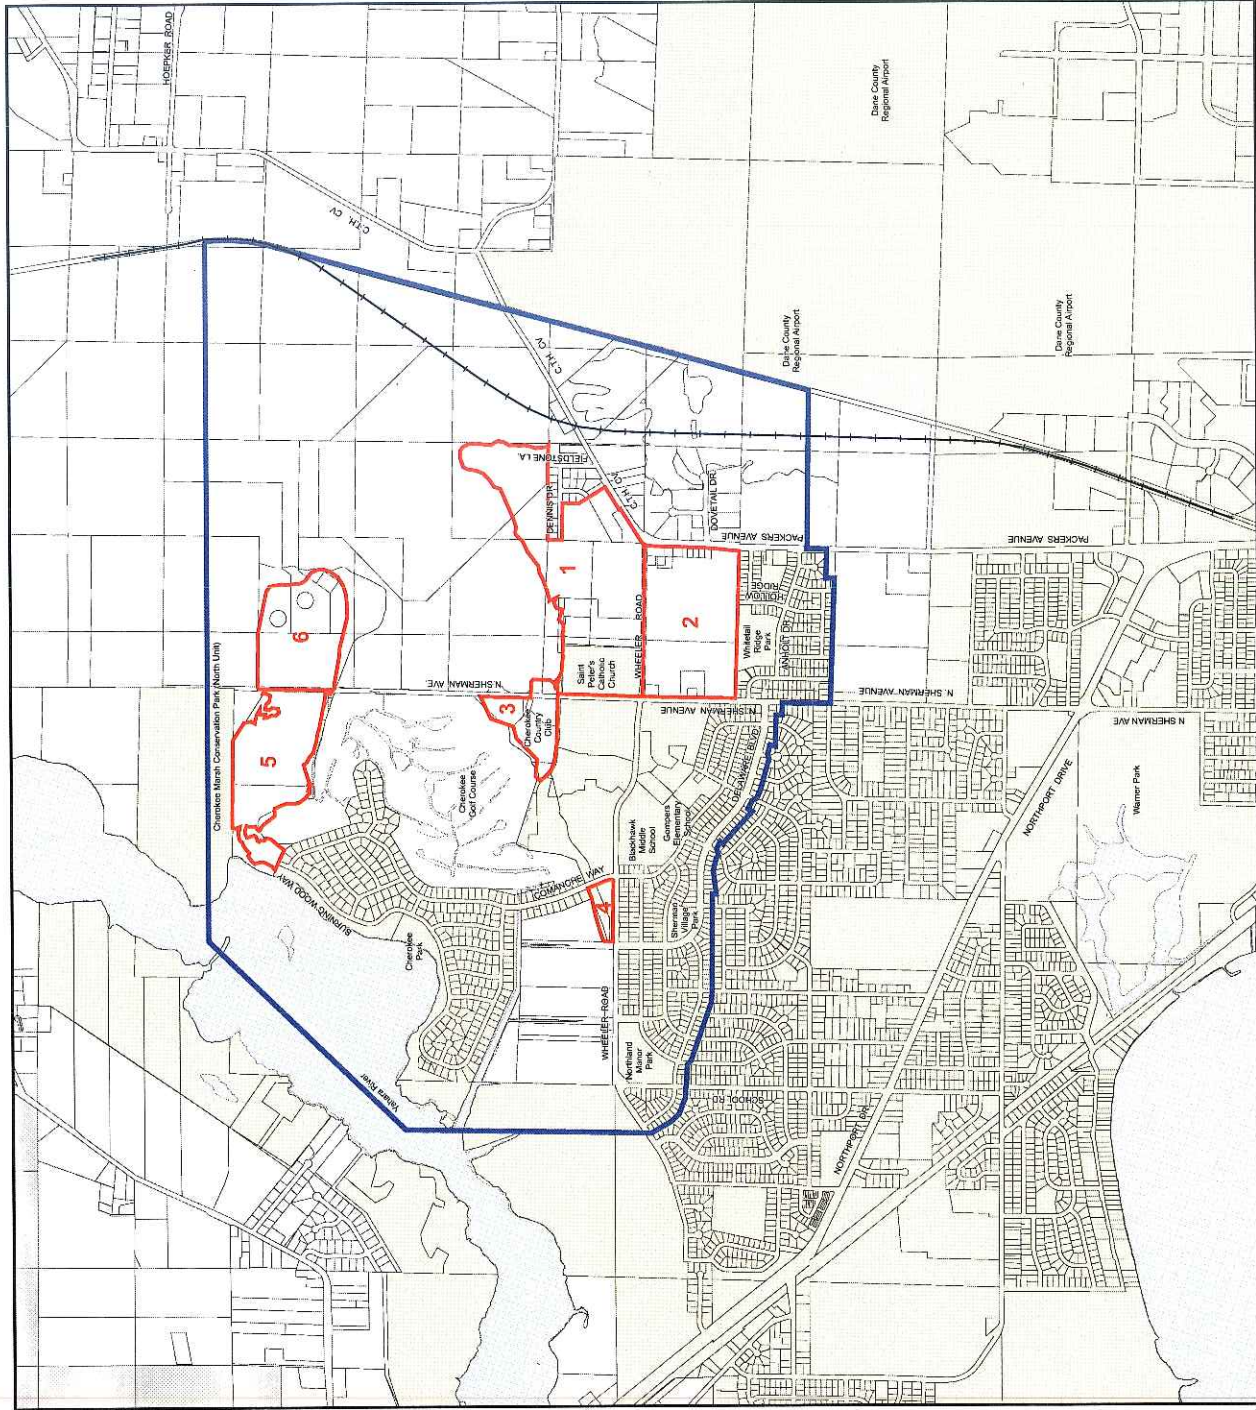 HOEPKER ROAD
C.T.H. CV
Dane County
Regional Airport
Cherokee Marsh Conservation Park (North Unit)
C.T.H. CV
Dane County
Regional Airport
Dane County
Regional Airport
FIELDSTONE LA.
DENNIS DR.
C.T.H. CV
DOVETAIL DR.
PACKERS AVENUE
PACKERS AVENUE
1
2
3
4
5
6
HOLLOW
RIDGE
ANHOLT DR.
Whitetail
Ridge
Park
WHEELER ROAD
Saint
Peter's
Catholic
Church
N. SHERMAN AVE
N. SHERMAN AVENUE
N. SHERMAN AVENUE
N SHERMAN AVE
Cherokee
Country
Club
Cherokee
Golf Course
DELAWARE BLVD.
Gompers
Elementary
School
Blackhawk
Middle
School
NORTHPORT DRIVE
Warner Park
COMANCHE WAY
BURNING WOOD WAY
Sherman
Village
Park
Cherokee
Park
WHEELER ROAD
Northland
Manor
Park
Yahara River
SCHOOL RD.
NORTHPORT DR.